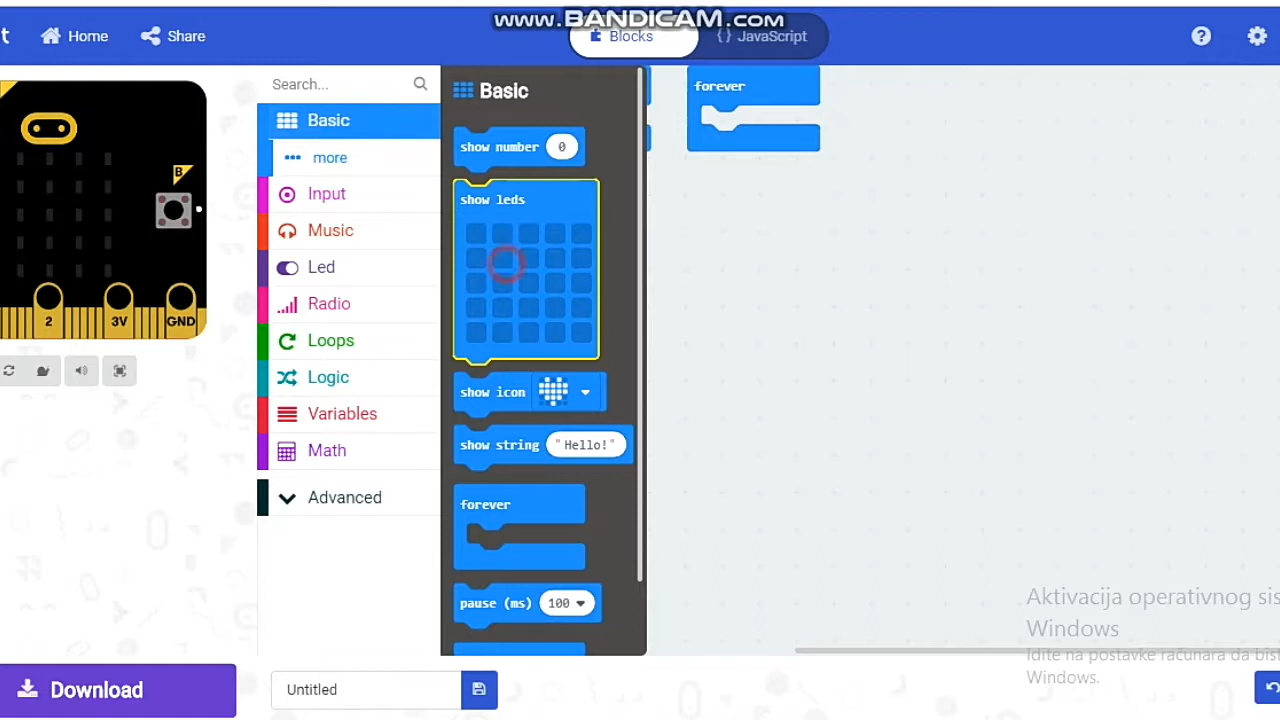 www.BANDICAM.com
t Home Share Blocks {} JavaScript ?
Search...
Basic
more
Input
Music
Led
Radio
Loops
Logic
Variables
Math
Advanced
Basic
show number 0
show leds
show icon
show string "Hello!"
forever
pause (ms) 100
forever
B
2 3V GND
Download
Untitled
Aktivacija operativnog sis
Windows
Idite na postavke računara da bist
Windows.